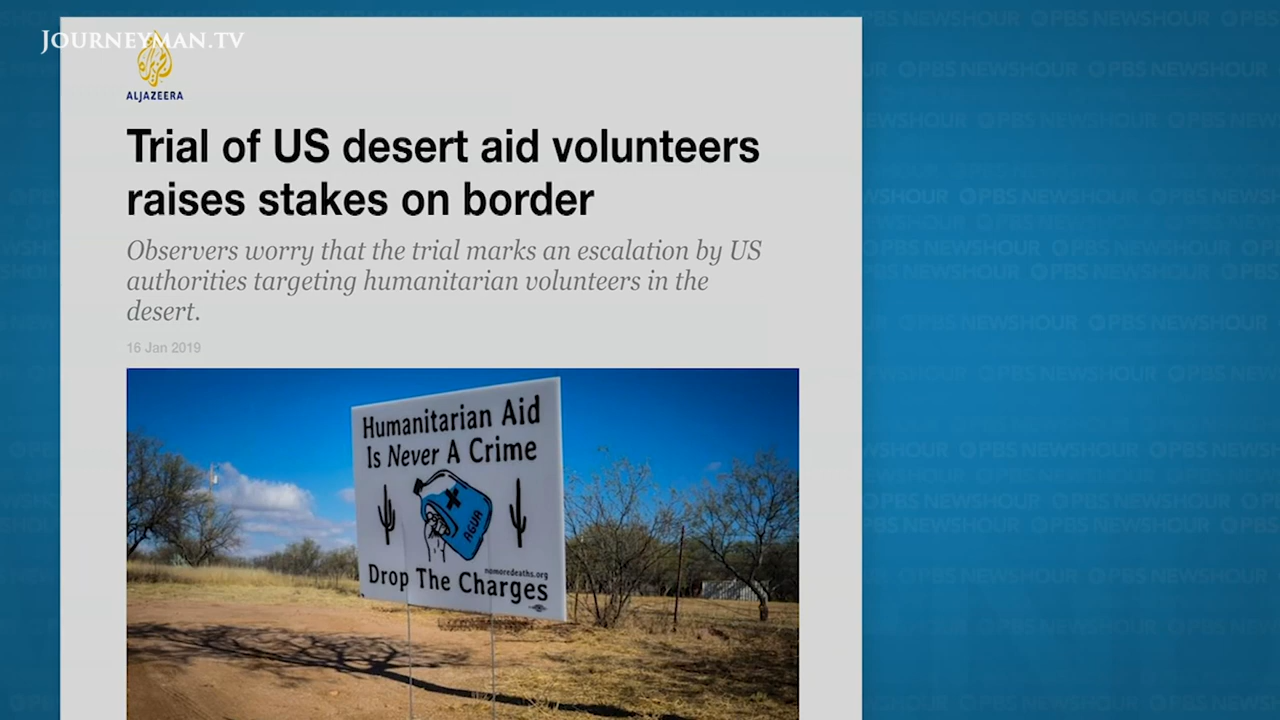 JOURNEYMAN.TV
ALJAZEERA
Trial of US desert aid volunteers
raises stakes on border
Observers worry that the trial marks an escalation by US
authorities targeting humanitarian volunteers in the
desert.
16 Jan 2019
Humanitarian Aid
Is Never A Crime
AGUA
nomoredeaths.org
Drop The Charges
PBS NEWSHOUR